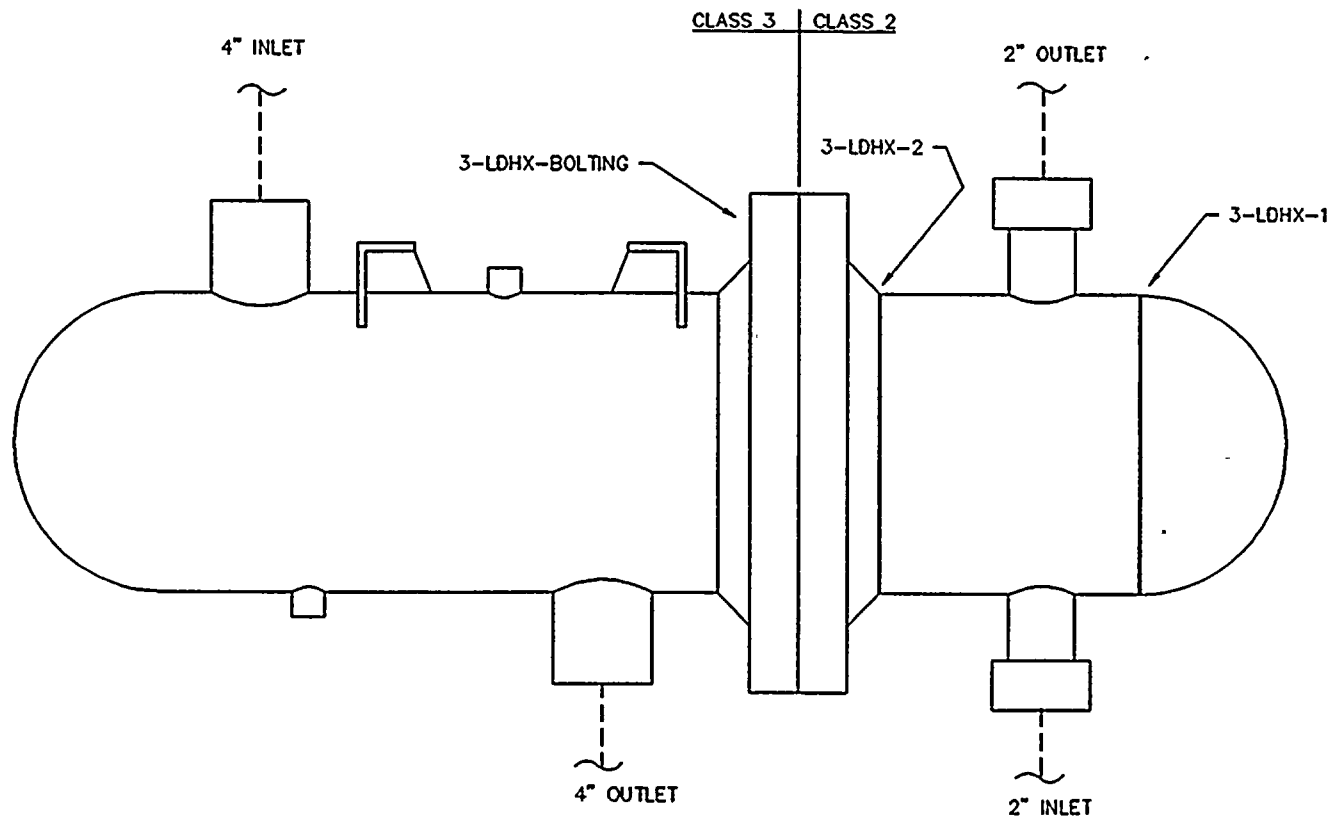 CLASS 3 CLASS 2
4" INLET
2" OUTLET
3-LDHX-BOLTING
3-LDHX-2
3-LDHX-1
4" OUTLET
2" INLET